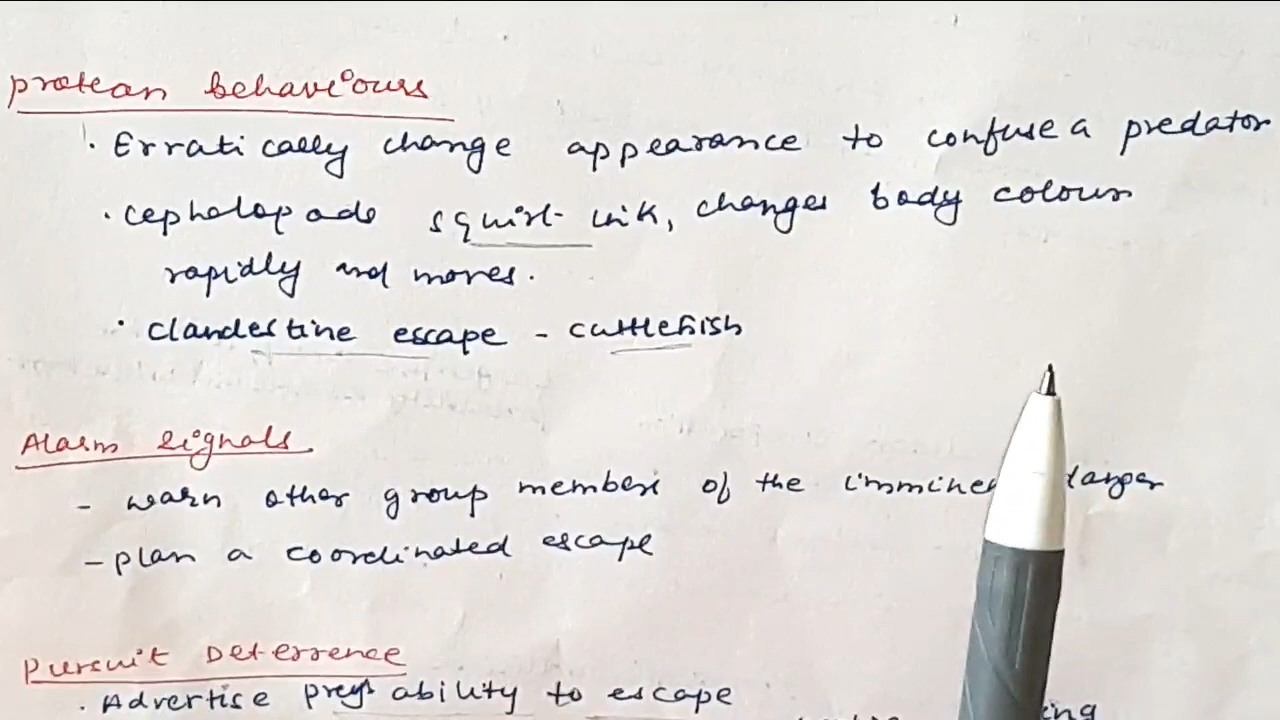 Protean behaviours
. Erratically change appearance to confuse a predator
. cephalopods squirt ink, changes body colour
rapidly and moves.
. clandestine escape - cuttlefish
Alarm signals
- warn other group members of the danger
- plan a coordinated escape
Pursuit Deterrence
. Advertise prey's ability to escape